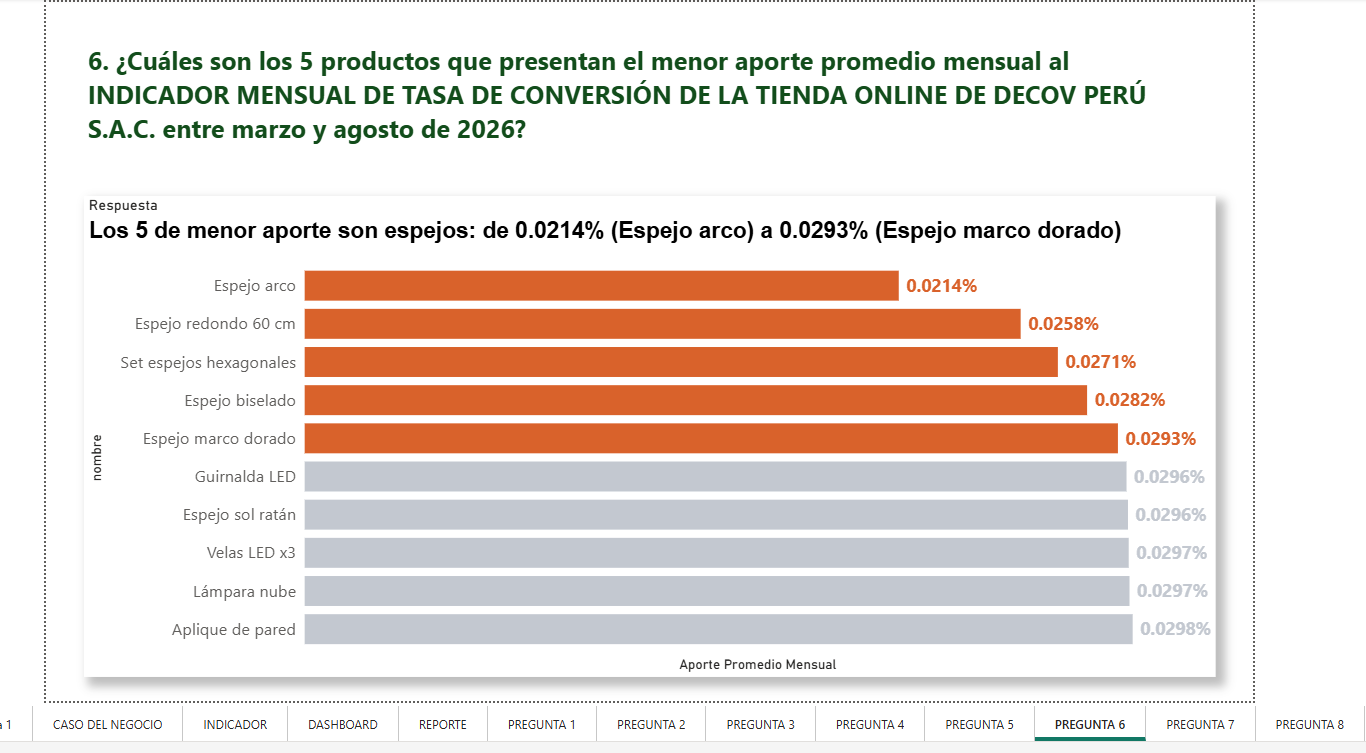 6. ¿Cuáles son los 5 productos que presentan el menor aporte promedio mensual al
INDICADOR MENSUAL DE TASA DE CONVERSIÓN DE LA TIENDA ONLINE DE DECOV PERÚ
S.A.C. entre marzo y agosto de 2026?
Respuesta
Los 5 de menor aporte son espejos: de 0.0214% (Espejo arco) a 0.0293% (Espejo marco dorado)
Espejo arco 0.0214%
Espejo redondo 60 cm 0.0258%
Set espejos hexagonales 0.0271%
Espejo biselado 0.0282%
Espejo marco dorado 0.0293%
nombre
Guirnalda LED 0.0296%
Espejo sol ratán 0.0296%
Velas LED x3 0.0297%
Lámpara nube 0.0297%
Aplique de pared 0.0298%
Aporte Promedio Mensual
1 CASO DEL NEGOCIO INDICADOR DASHBOARD REPORTE PREGUNTA 1 PREGUNTA 2 PREGUNTA 3 PREGUNTA 4 PREGUNTA 5 PREGUNTA 6 PREGUNTA 7 PREGUNTA 8